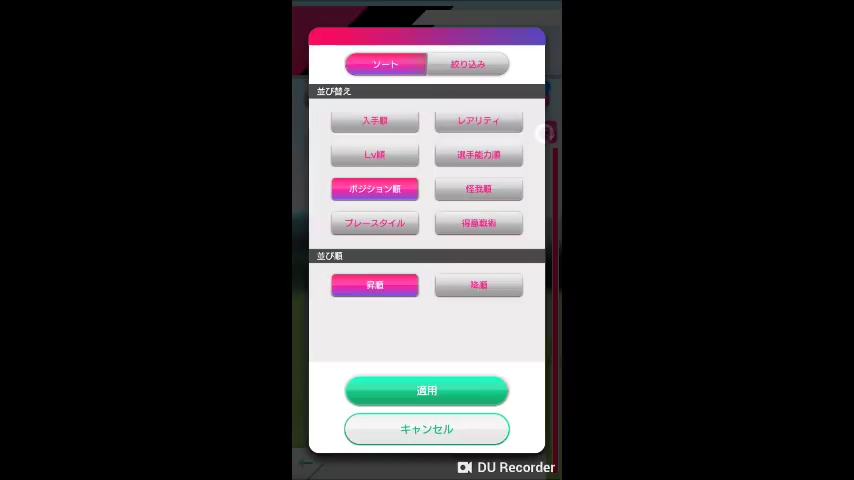 ソート 絞り込み
並び替え
入手順 レアリティ
Lv順 選手能力順
ポジション順 怪我順
プレースタイル 得意戦術
並び順
昇順 降順
適用
キャンセル
DU Recorder